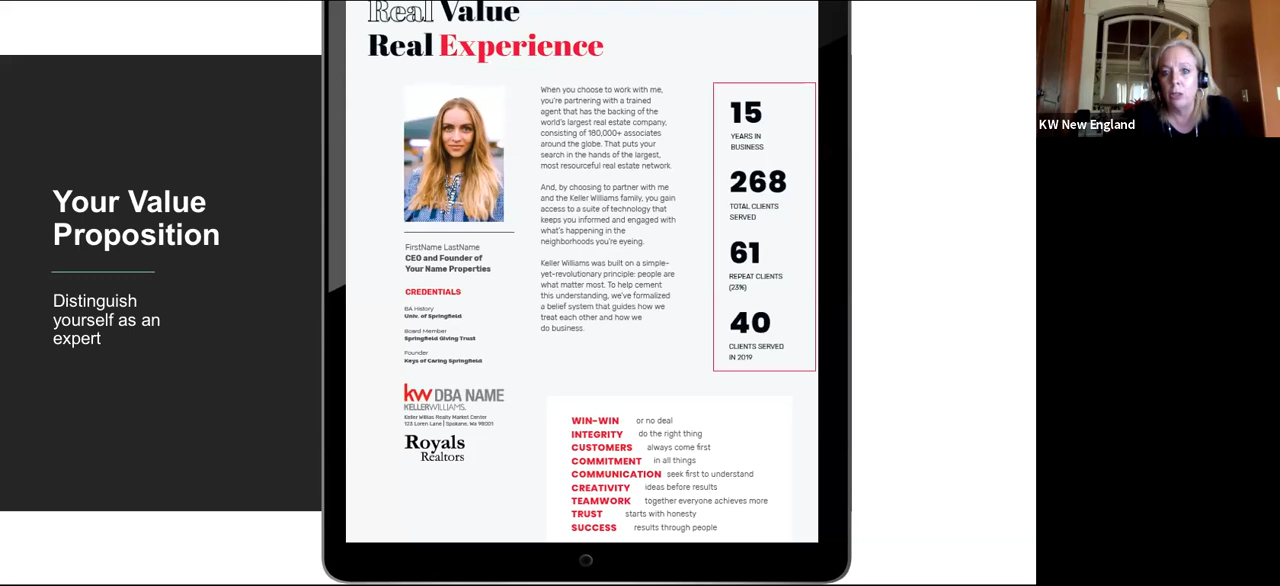 Your Value
Proposition
Distinguish
yourself as an
expert
Real Value
Real Experience
FirstName LastName
CEO and Founder of
Your Name Properties
CREDENTIALS
BA History
Univ. of Springfield
Board Member
Springfield Giving Trust
Founder
Keys of Caring Springfield
kw DBA NAME
KELLERWILLIAMS.
Keller Willias Realty Market Center
123 Loren Lane | Spokane, Wa 98001
Royals
Realtors
When you choose to work with me,
you're partnering with a trained
agent that has the backing of the
world's largest real estate company,
consisting of 180,000+ associates
around the globe. That puts your
search in the hands of the largest,
most resourceful real estate network.
And, by choosing to partner with me
and the Keller Williams family, you gain
access to a suite of technology that
keeps you informed and engaged with
what's happening in the
neighborhoods you're eyeing.
Keller Williams was built on a simple-
yet-revolutionary principle: people are
what matter most. To help cement
this understanding, we've formalized
a belief system that guides how we
treat each other and how we
do business.
15
YEARS IN
BUSINESS
268
TOTAL CLIENTS
SERVED
61
REPEAT CLIENTS
(23%)
40
CLIENTS SERVED
IN 2019
WIN-WIN or no deal
INTEGRITY do the right thing
CUSTOMERS always come first
COMMITMENT in all things
COMMUNICATION seek first to understand
CREATIVITY ideas before results
TEAMWORK together everyone achieves more
TRUST starts with honesty
SUCCESS results through people
KW New England